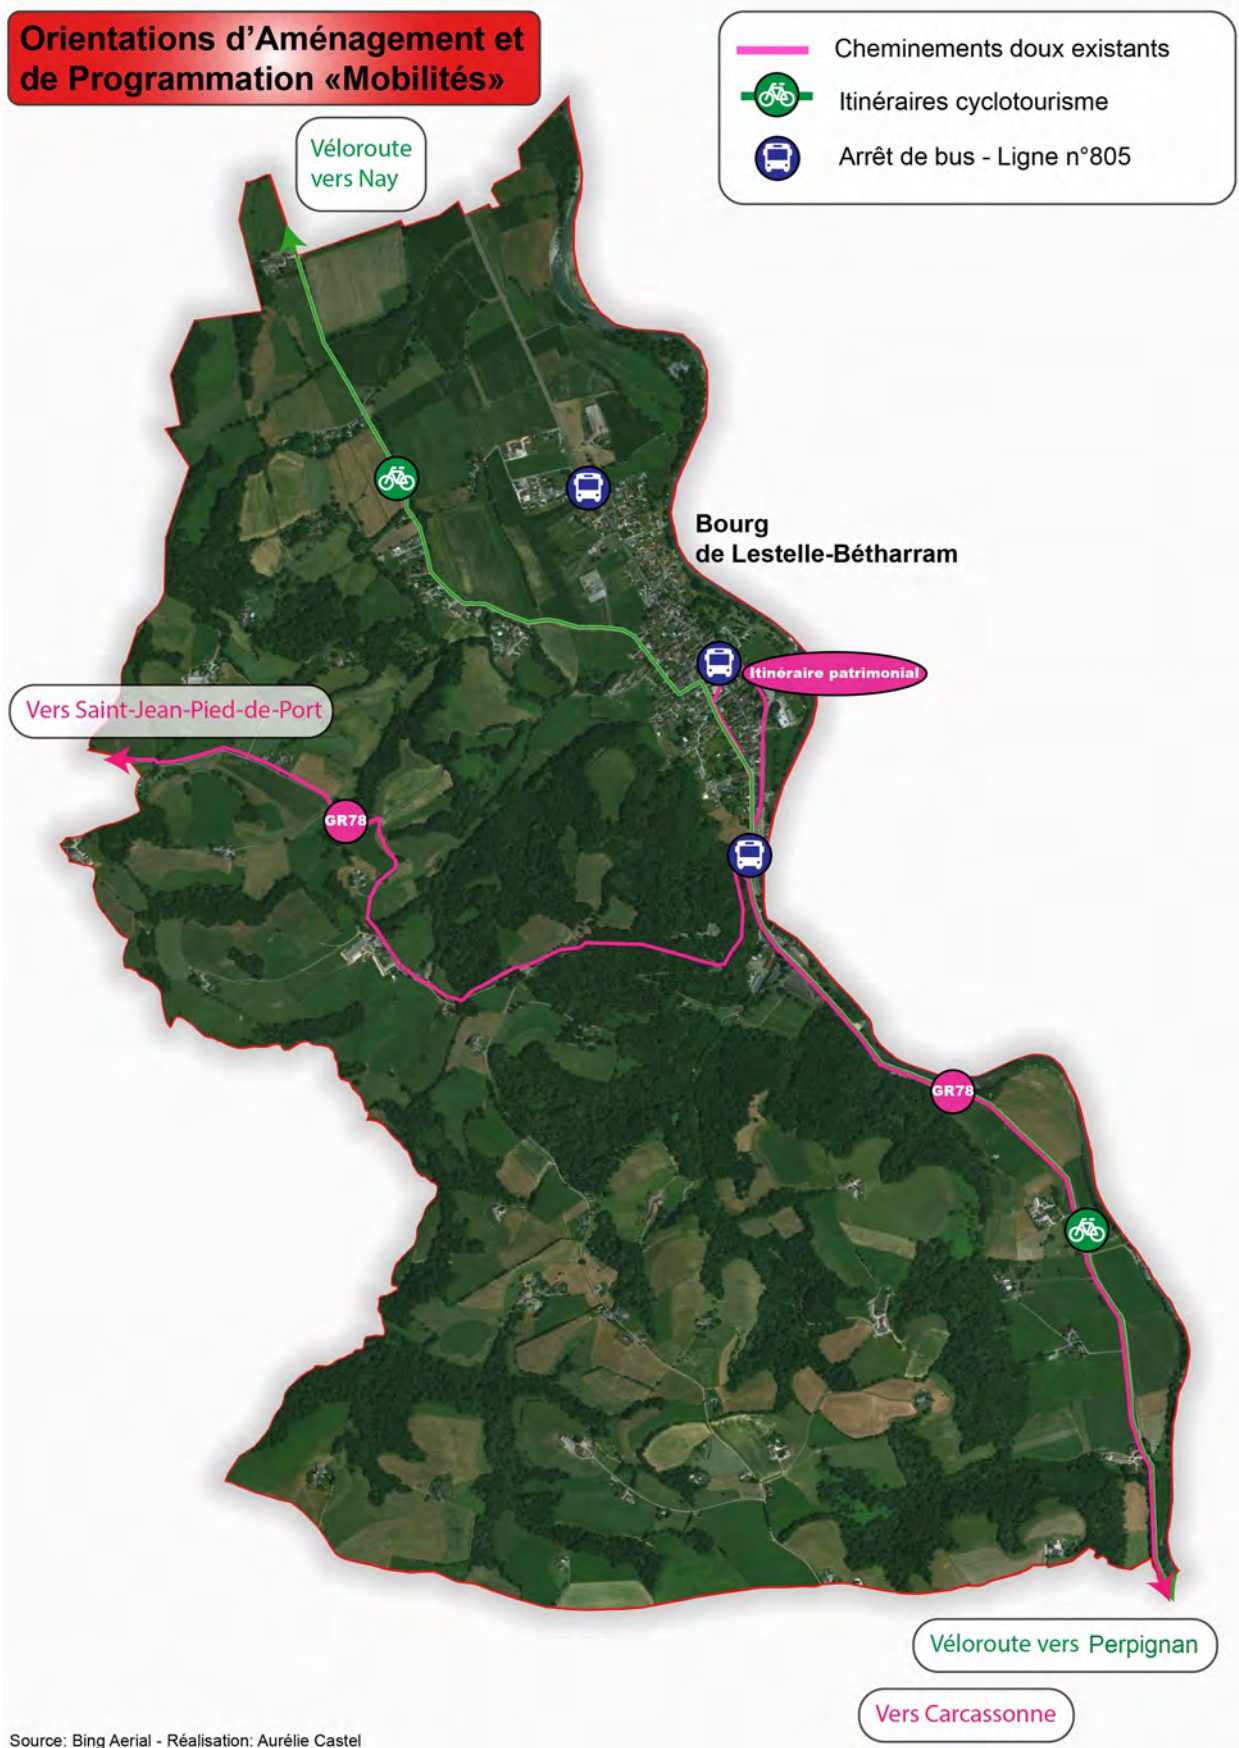 Orientations d'Aménagement et
de Programmation «Mobilités»
Cheminements doux existants
Itinéraires cyclotourisme
Arrêt de bus - Ligne n°805
Véloroute
vers Nay
Bourg
de Lestelle-Bétharram
Itinéraire patrimonial
Vers Saint-Jean-Pied-de-Port
GR78
GR78
Véloroute vers Perpignan
Vers Carcassonne
Source: Bing Aerial - Réalisation: Aurélie Castel